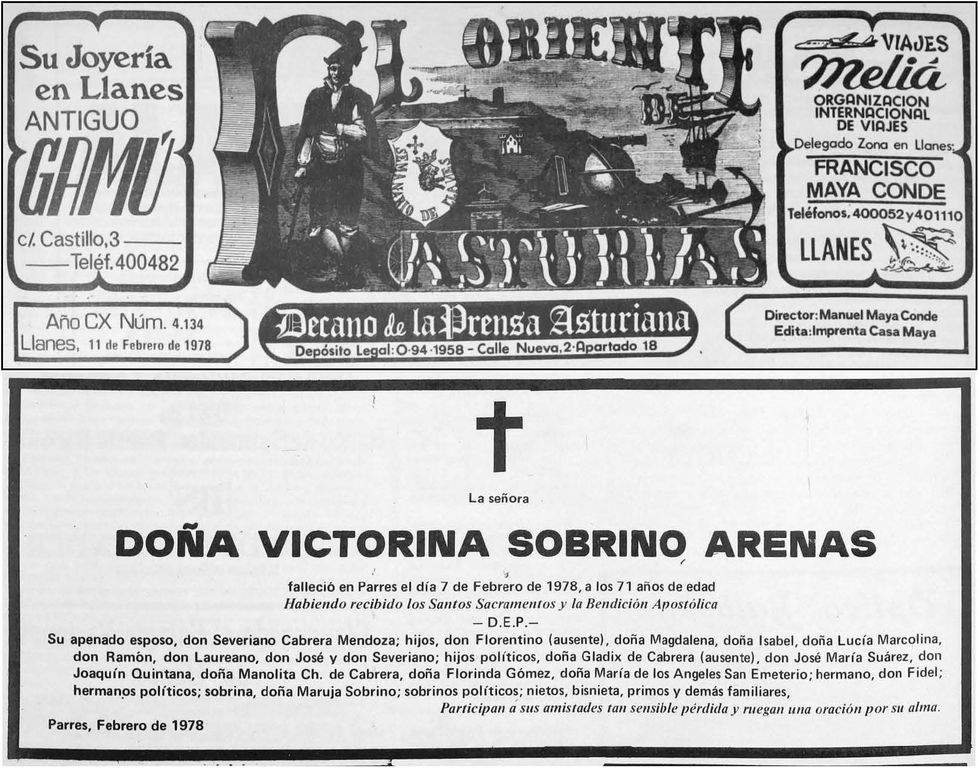 Su Joyería
en Llanes
ANTIGUO
GAMÚ
c/. Castillo,3
Teléf. 400482
EL ORIENTE
DE
ASTURIAS
SEMANARIO DE LLANES
VIAJES
Meliá
ORGANIZACION
INTERNACIONAL
DE VIAJES
Delegado Zona en Llanes:
FRANCISCO
MAYA CONDE
Teléfonos, 400052 y 401110
LLANES
Año CX Núm. 4.134
Llanes, 11 de Febrero de 1978
Decano de la Prensa Asturiana
Depósito Legal: O-94-1958 - Calle Nueva, 2-Apartado 18
Director: Manuel Maya Conde
Edita: Imprenta Casa Maya
La señora
DOÑA VICTORINA SOBRINO ARENAS
falleció en Parres el día 7 de Febrero de 1978, a los 71 años de edad
Habiendo recibido los Santos Sacramentos y la Bendición Apostólica
— D.E.P.—
Su apenado esposo, don Severiano Cabrera Mendoza; hijos, don Florentino (ausente), doña Magdalena, doña Isabel, doña Lucía Marcolina,
don Ramón, don Laureano, don José y don Severiano; hijos políticos, doña Gladix de Cabrera (ausente), don José María Suárez, don
Joaquín Quintana, doña Manolita Ch. de Cabrera, doña Florinda Gómez, doña María de los Angeles San Emeterio; hermano, don Fidel;
hermanos políticos; sobrina, doña Maruja Sobrino; sobrinos políticos; nietos, bisnieta, primos y demás familiares,
Participan a sus amistades tan sensible pérdida y ruegan una oración por su alma.
Parres, Febrero de 1978